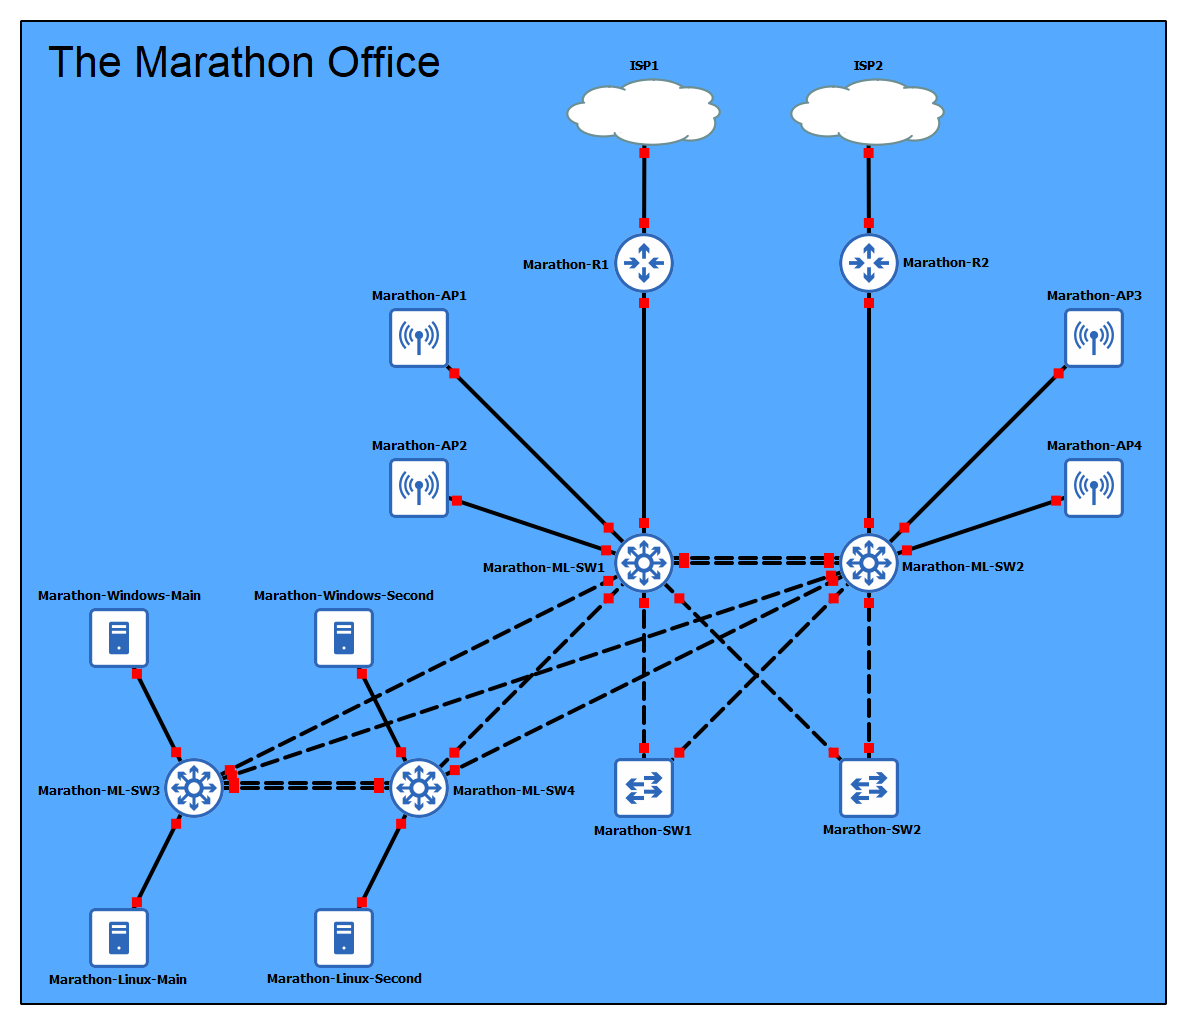 The Marathon Office
ISP1
ISP2
Marathon-R1
Marathon-R2
Marathon-AP1
Marathon-AP3
Marathon-AP2
Marathon-AP4
Marathon-ML-SW1
Marathon-ML-SW2
Marathon-Windows-Main
Marathon-Windows-Second
Marathon-ML-SW3
Marathon-ML-SW4
Marathon-SW1
Marathon-SW2
Marathon-Linux-Main
Marathon-Linux-Second